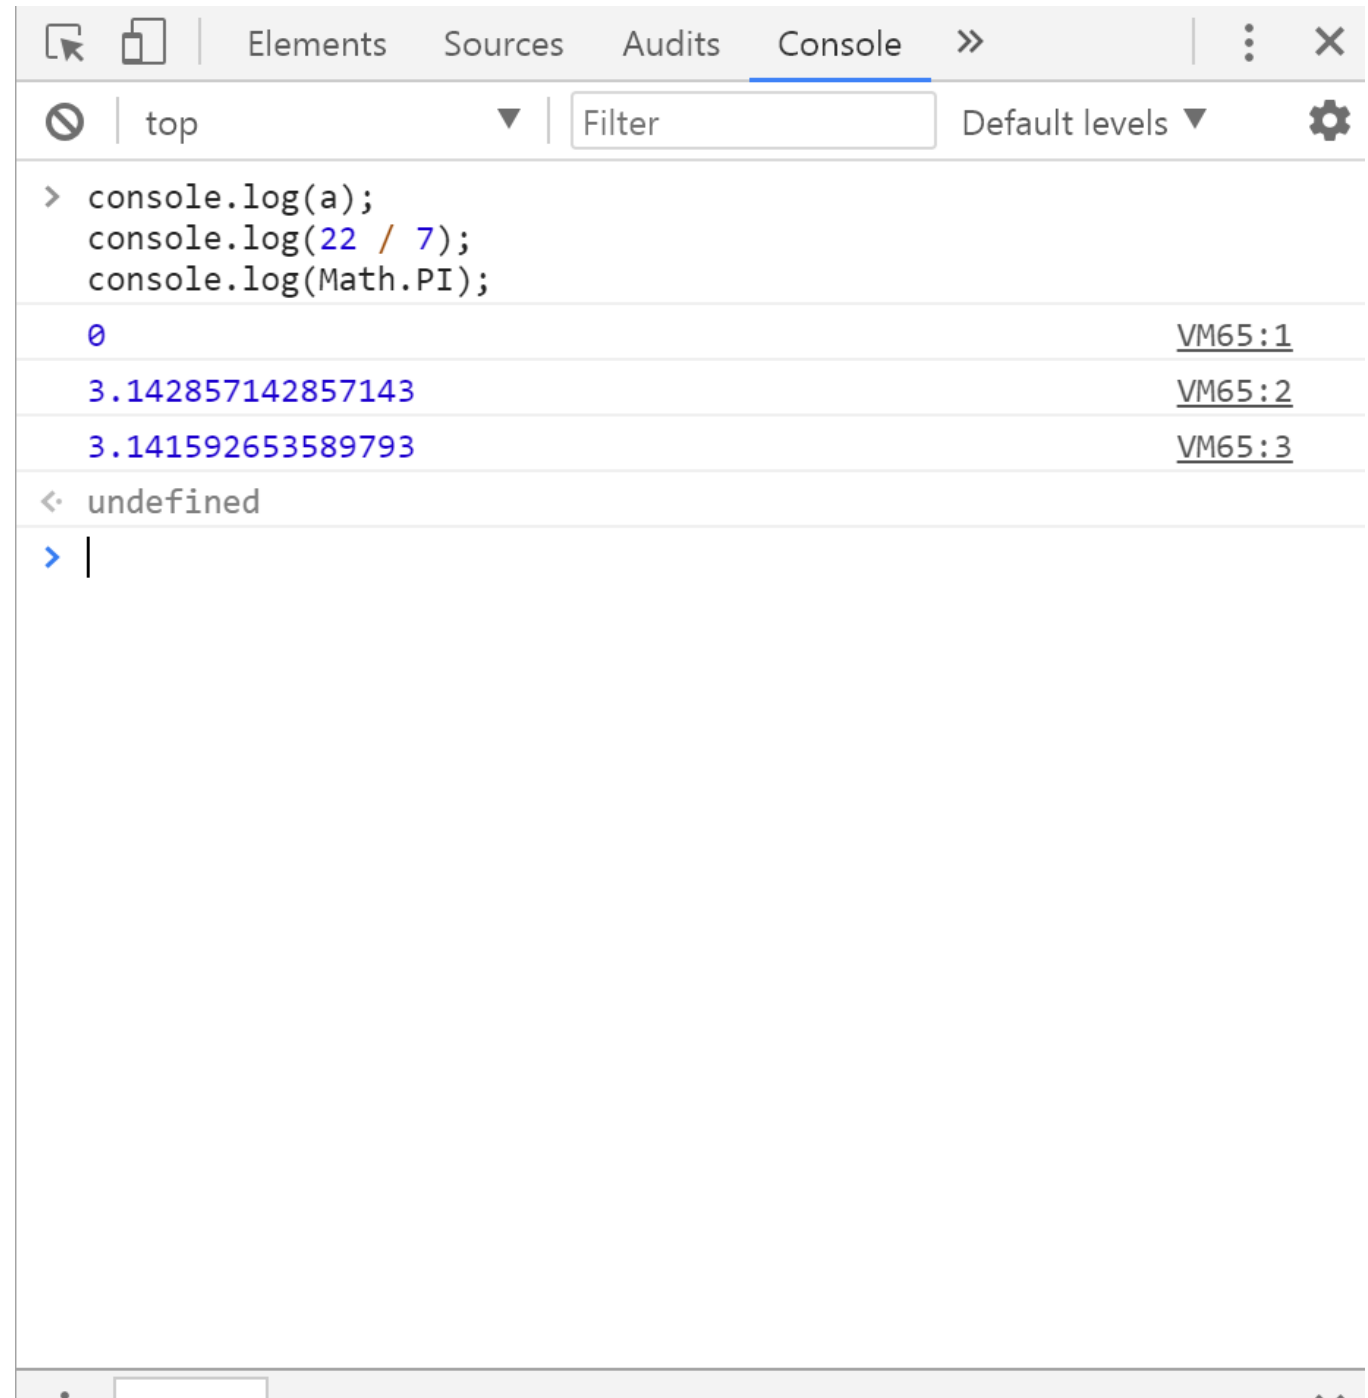 Elements Sources Audits Console »
top ▼ Filter Default levels ▼
> console.log(a);
console.log(22 / 7);
console.log(Math.PI);
0 VM65:1
3.142857142857143 VM65:2
3.141592653589793 VM65:3
undefined
>